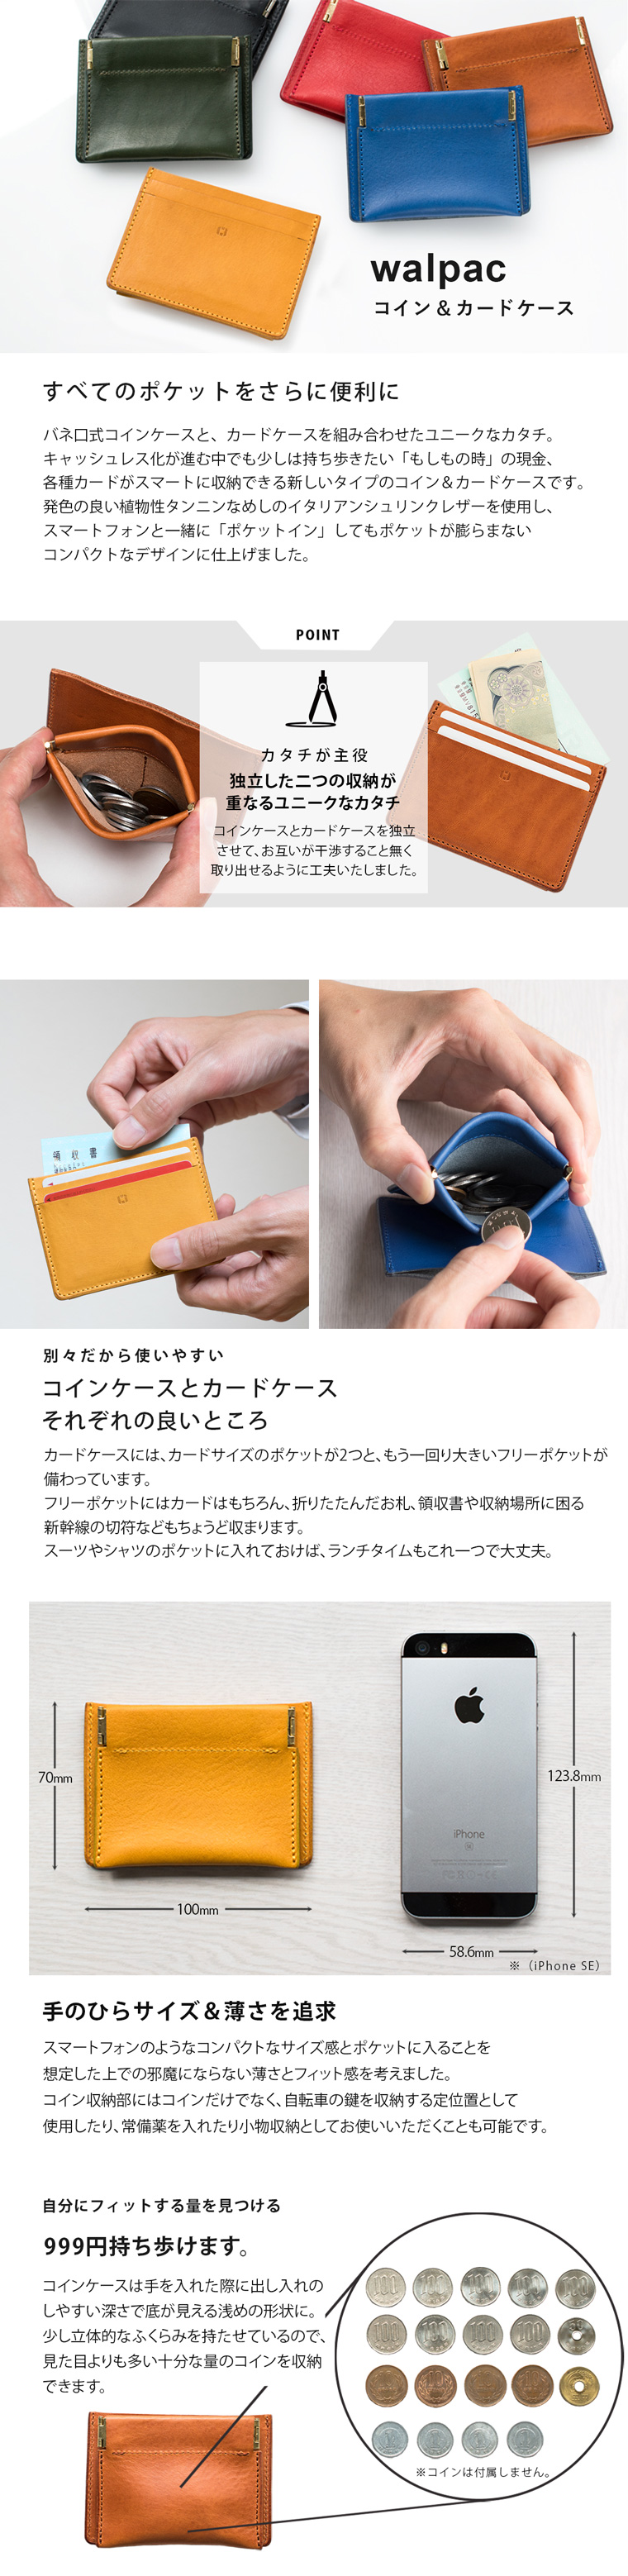 walpac
コイン＆カードケース
すべてのポケットをさらに便利に
バネ口式コインケースと、カードケースを組み合わせたユニークなカタチ。
キャッシュレス化が進む中でも少しは持ち歩きたい「もしもの時」の現金、
各種カードがスマートに収納できる新しいタイプのコイン＆カードケースです。
発色の良い植物性タンニンなめしのイタリアンシュリンクレザーを使用し、
スマートフォンと一緒に「ポケットイン」してもポケットが膨らまない
コンパクトなデザインに仕上げました。
POINT
カタチが主役
独立した二つの収納が
重なるユニークなカタチ
コインケースとカードケースを独立
させて、お互いが干渉すること無く
取り出せるように工夫いたしました。
領収書
別々だから使いやすい
コインケースとカードケース
それぞれの良いところ
カードケースには、カードサイズのポケットが2つと、もう一回り大きいフリーポケットが
備わっています。
フリーポケットにはカードはもちろん、折りたたんだお札、領収書や収納場所に困る
新幹線の切符などもちょうど収まります。
スーツやシャツのポケットに入れておけば、ランチタイムもこれ一つで大丈夫。
70mm
100mm
iPhone
SE
123.8mm
58.6mm
※（iPhone SE）
手のひらサイズ＆薄さを追求
スマートフォンのようなコンパクトなサイズ感とポケットに入ることを
想定した上での邪魔にならない薄さとフィット感を考えました。
コイン収納部にはコインだけでなく、自転車の鍵を収納する定位置として
使用したり、常備薬を入れたり小物収納としてお使いいただくことも可能です。
自分にフィットする量を見つける
999円持ち歩けます。
コインケースは手を入れた際に出し入れの
しやすい深さで底が見える浅めの形状に。
少し立体的なふくらみを持たせているので、
見た目よりも多い十分な量のコインを収納
できます。
100 100 100 100 100
100 100 100 100
10 10 10 10
1 1 1 1
※コインは付属しません。